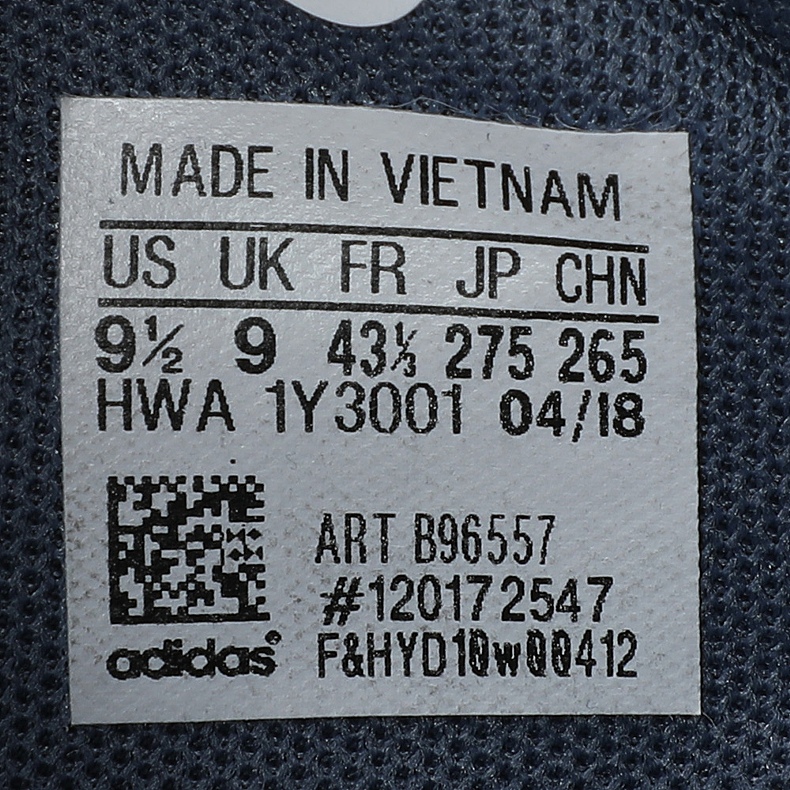 MADE IN VIETNAM
US UK FR JP CHN
9½ 9 43⅓ 275 265
HWA 1Y3001 04/18
ART B96557
#120172547
adidas® F&HYD10w00412